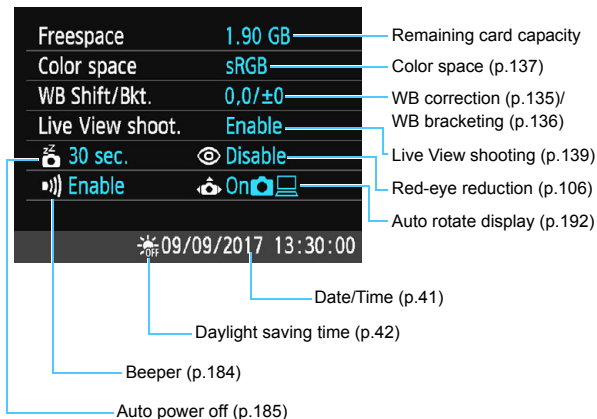 Freespace 1.90 GB Remaining card capacity
Color space sRGB Color space (p.137)
WB Shift/Bkt. 0,0/±0 WB correction (p.135)/
WB bracketing (p.136)
Live View shoot. Enable Live View shooting (p.139)
zZ 30 sec. Disable Red-eye reduction (p.106)
Enable On Auto rotate display (p.192)
OFF 09/09/2017 13:30:00
Date/Time (p.41)
Daylight saving time (p.42)
Beeper (p.184)
Auto power off (p.185)